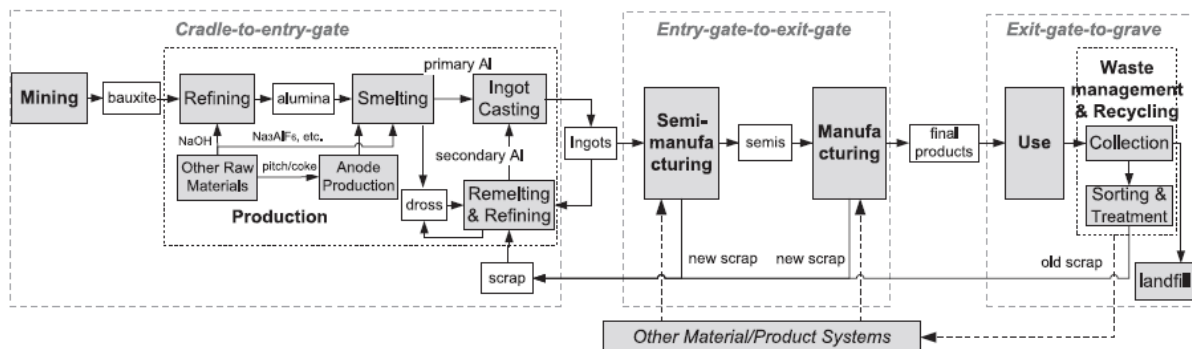 Cradle-to-entry-gate
Entry-gate-to-exit-gate
Exit-gate-to-grave
Mining
bauxite
Refining
alumina
Smelting
primary Al
Ingot
Casting
NaOH
Na₃AlF₆, etc.
Other Raw
Materials
pitch/coke
Anode
Production
Production
dross
secondary Al
Remelting
& Refining
scrap
Ingots
Semi-
manufa
cturing
semis
Manufa
cturing
final
products
Use
Waste
management
& Recycling
Collection
Sorting &
Treatment
new scrap
new scrap
old scrap
landfill
Other Material/Product Systems